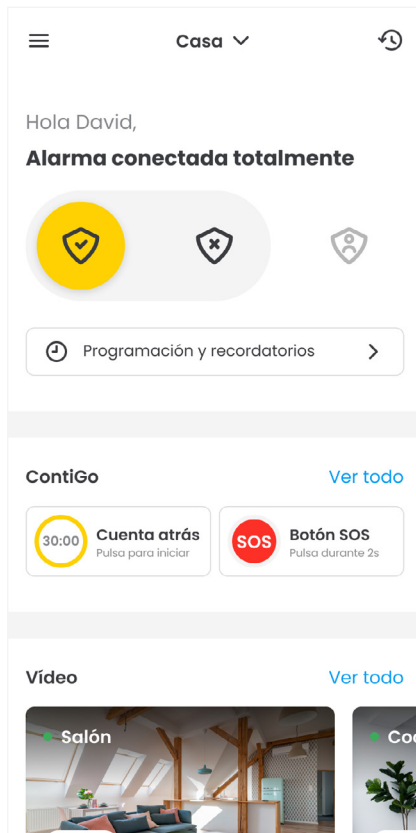 Casa
Hola David,
Alarma conectada totalmente
Programación y recordatorios
ContiGo
Ver todo
30:00
Cuenta atrás
Pulsa para iniciar
SOS
Botón SOS
Pulsa durante 2s
Vídeo
Ver todo
Salón